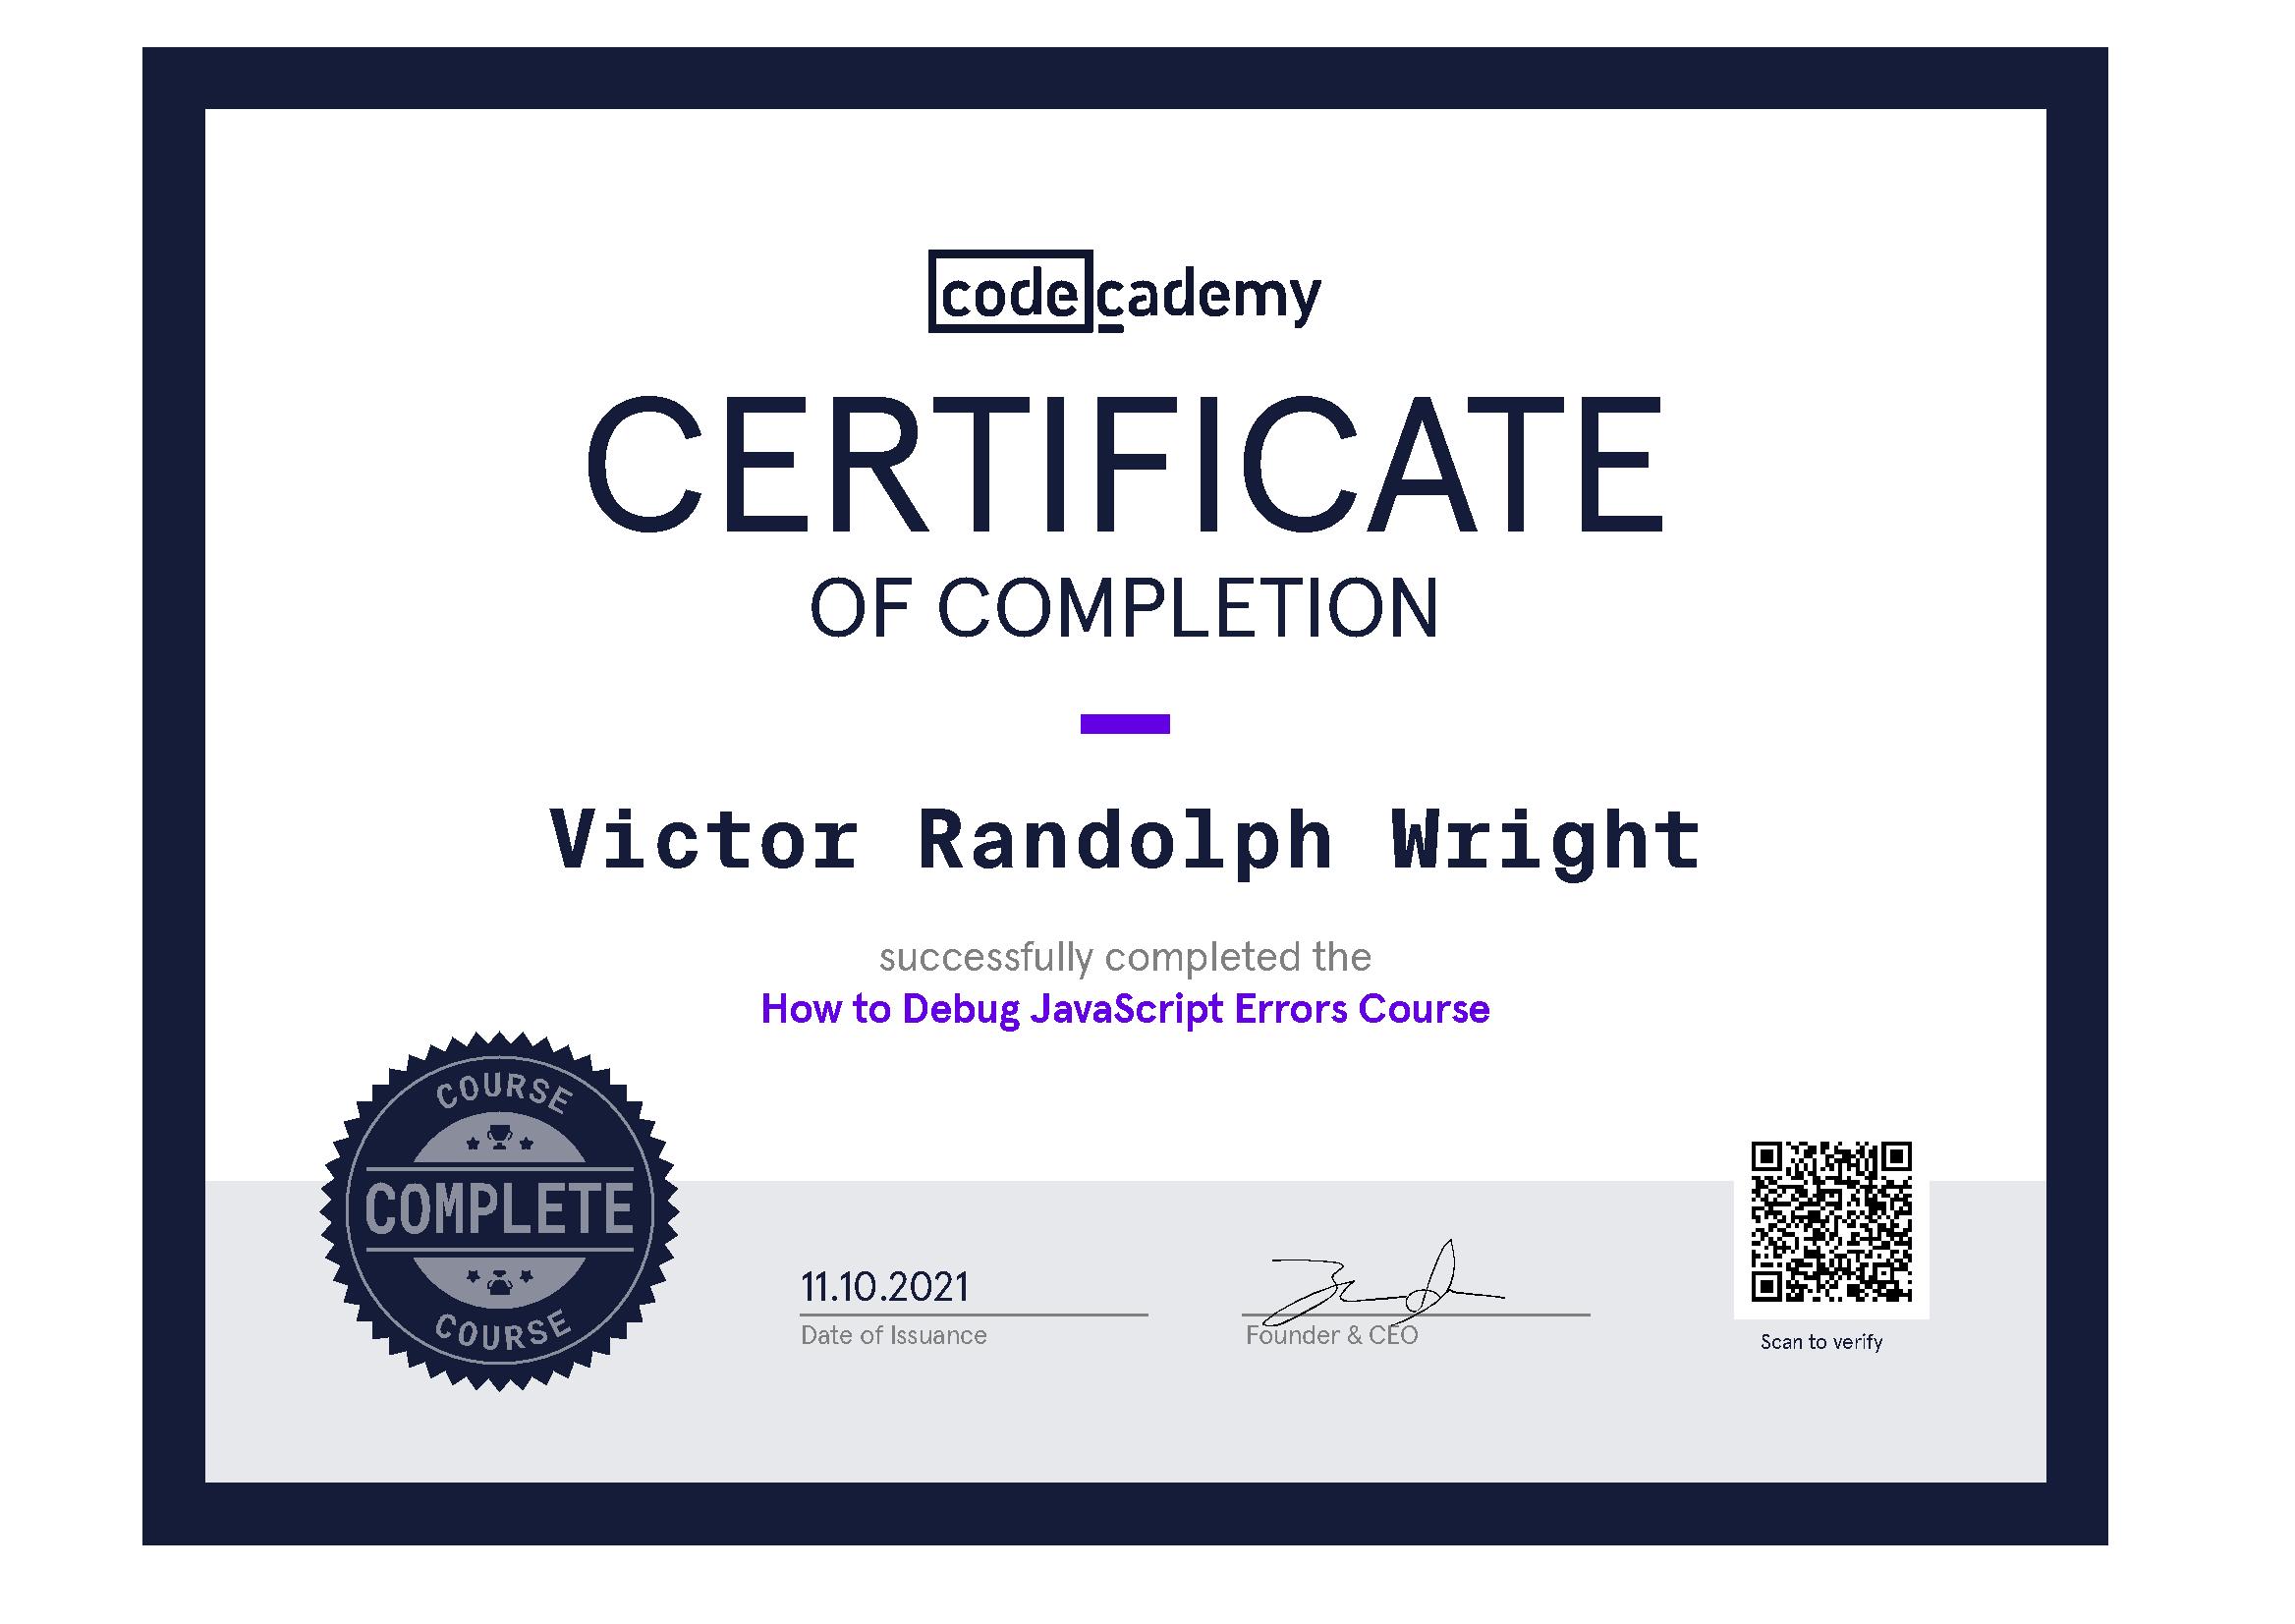 codecademy
CERTIFICATE
OF COMPLETION
Victor Randolph Wright
successfully completed the
How to Debug JavaScript Errors Course
COURSE
COMPLETE
COURSE
11.10.2021
Date of Issuance
Founder & CEO
Scan to verify